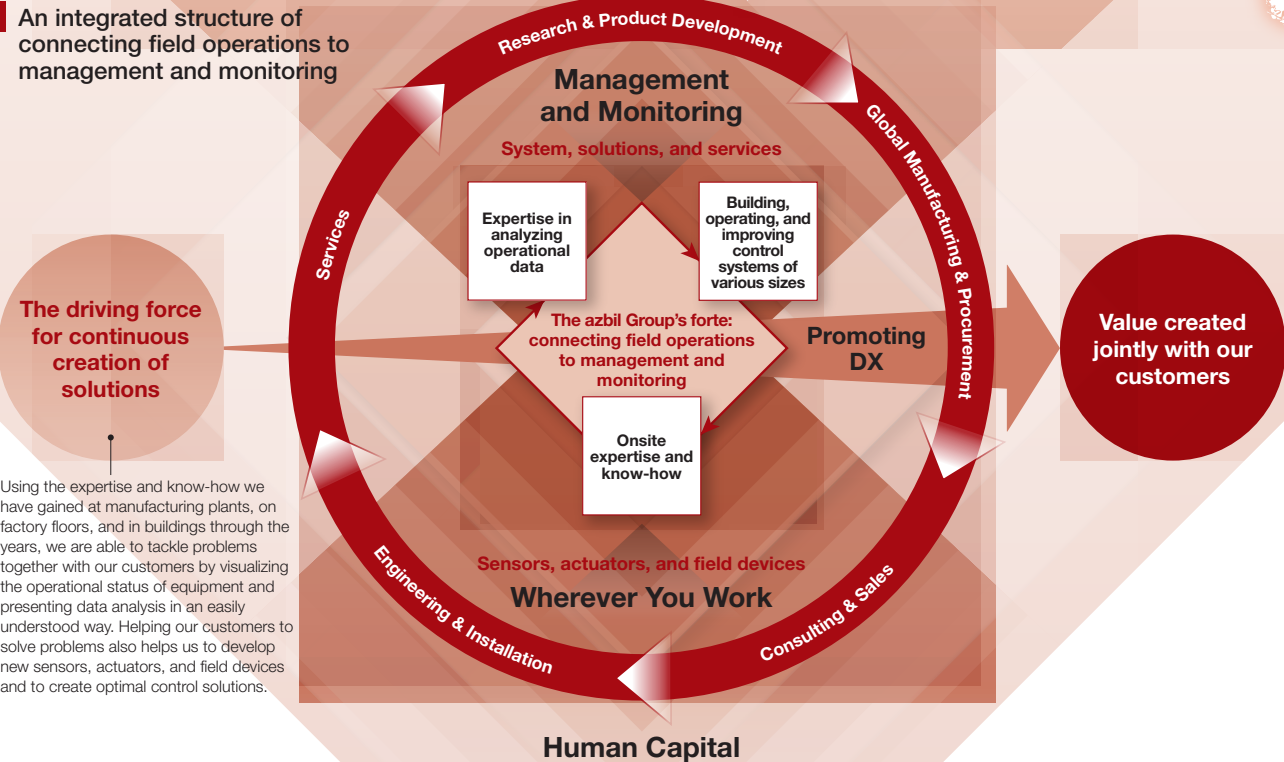 An integrated structure of
connecting field operations to
management and monitoring
Research & Product Development
Global Manufacturing & Procurement
Consulting & Sales
Engineering & Installation
Services
Management
and Monitoring
System, solutions, and services
Expertise in
analyzing
operational
data
Building,
operating, and
improving
control
systems of
various sizes
The azbil Group's forte:
connecting field operations
to management and
monitoring
Onsite
expertise and
know-how
Sensors, actuators, and field devices
Wherever You Work
Promoting
DX
The driving force
for continuous
creation of
solutions
Using the expertise and know-how we
have gained at manufacturing plants, on
factory floors, and in buildings through the
years, we are able to tackle problems
together with our customers by visualizing
the operational status of equipment and
presenting data analysis in an easily
understood way. Helping our customers to
solve problems also helps us to develop
new sensors, actuators, and field devices
and to create optimal control solutions.
Value created
jointly with our
customers
Human Capital